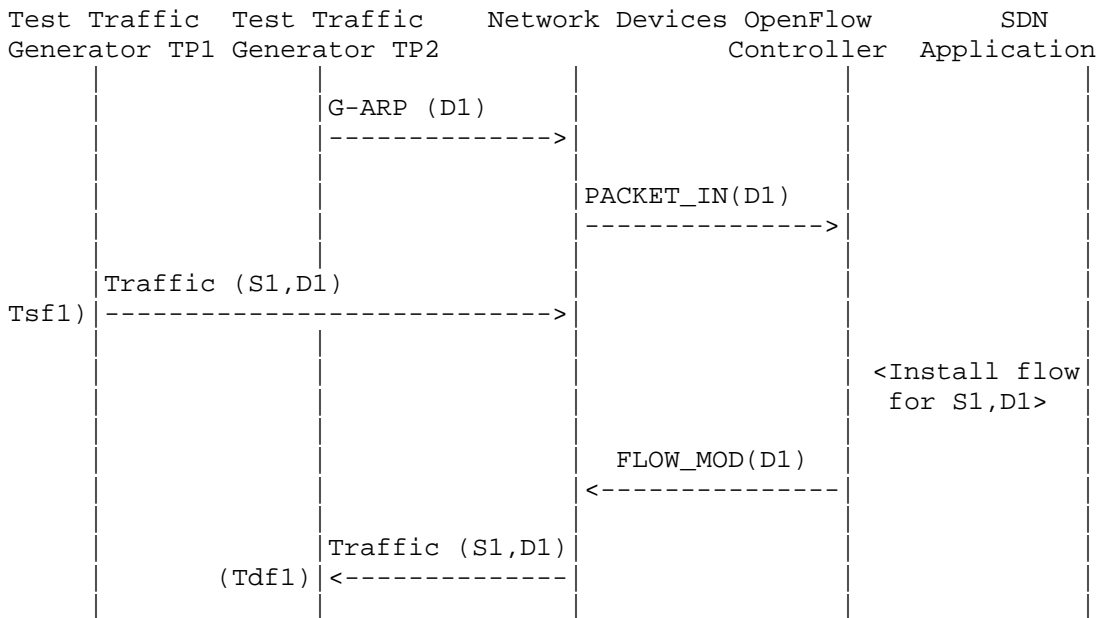 Test Traffic Test Traffic Network Devices OpenFlow SDN
Generator TP1 Generator TP2 Controller Application
G-ARP (D1)
PACKET_IN(D1)
Traffic (S1,D1)
Tsf1)
<Install flow
for S1,D1>
FLOW_MOD(D1)
Traffic (S1,D1)
(Tdf1)